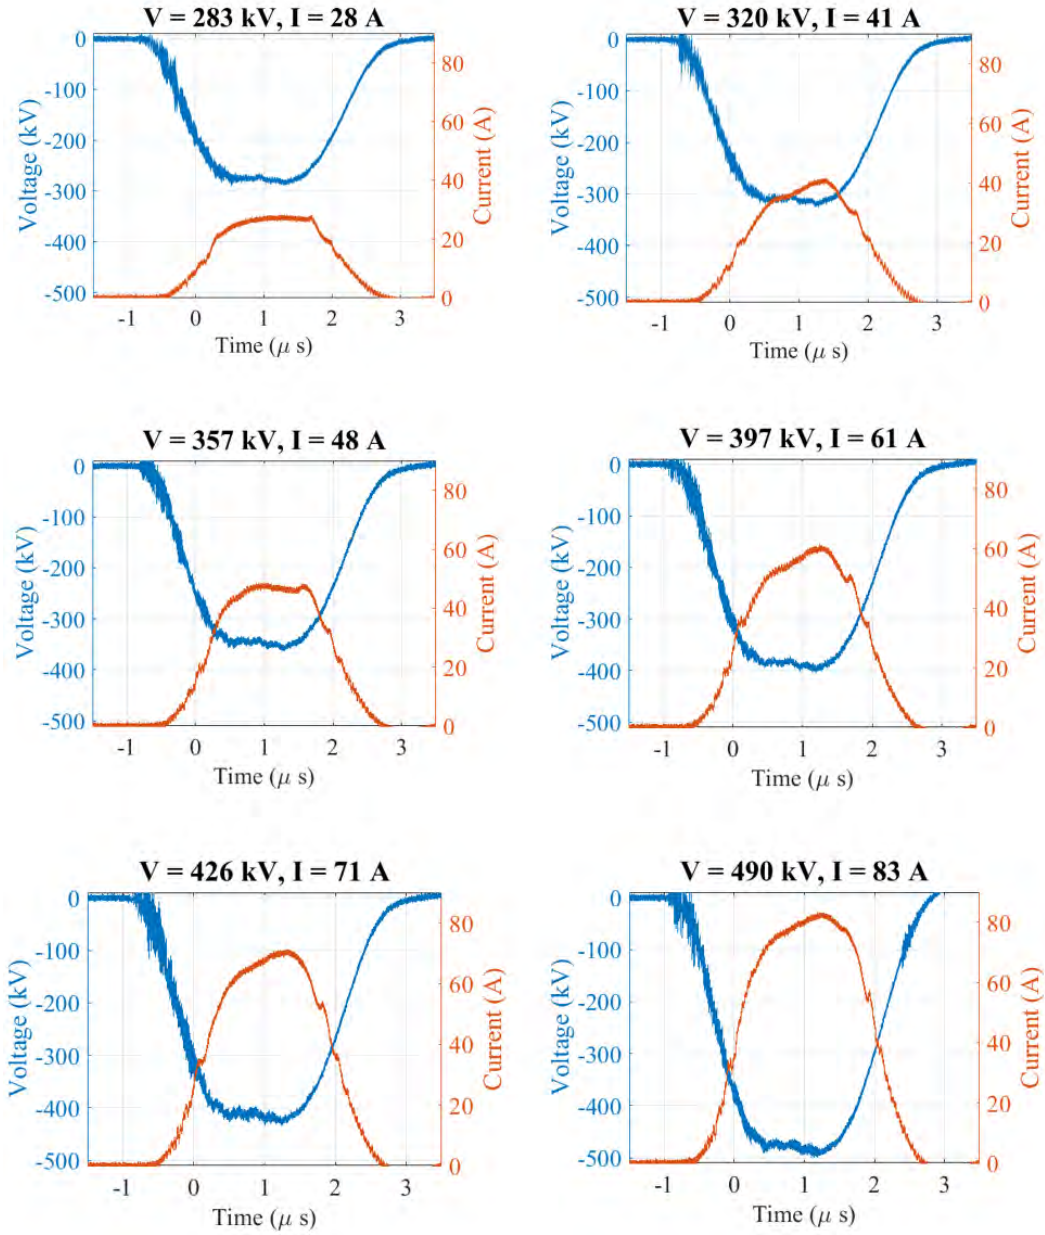 V = 283 kV, I = 28 A
0
-100
-200
-300
-400
-500
Voltage (kV)
80
60
40
20
0
Current (A)
-1 0 1 2 3
Time (μ s)
V = 320 kV, I = 41 A
0
-100
-200
-300
-400
-500
Voltage (kV)
80
60
40
20
0
Current (A)
-1 0 1 2 3
Time (μ s)
V = 357 kV, I = 48 A
0
-100
-200
-300
-400
-500
Voltage (kV)
80
60
40
20
0
Current (A)
-1 0 1 2 3
Time (μ s)
V = 397 kV, I = 61 A
0
-100
-200
-300
-400
-500
Voltage (kV)
80
60
40
20
0
Current (A)
-1 0 1 2 3
Time (μ s)
V = 426 kV, I = 71 A
0
-100
-200
-300
-400
-500
Voltage (kV)
80
60
40
20
0
Current (A)
-1 0 1 2 3
Time (μ s)
V = 490 kV, I = 83 A
0
-100
-200
-300
-400
-500
Voltage (kV)
80
60
40
20
0
Current (A)
-1 0 1 2 3
Time (μ s)